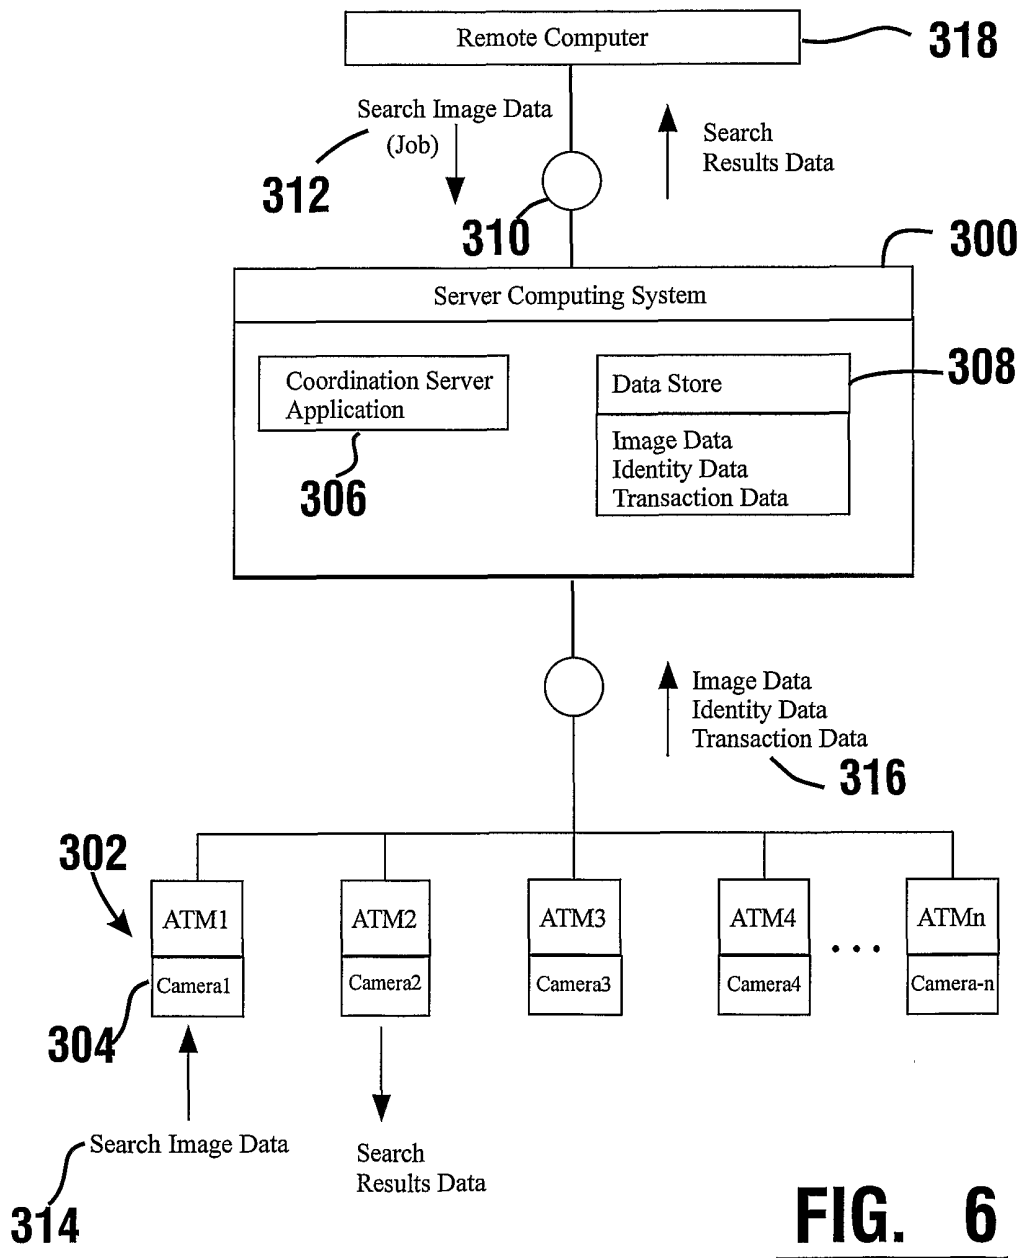 Remote Computer
318
Search Image Data
(Job)
312
Search
Results Data
310
300
Server Computing System
Coordination Server
Application
306
Data Store
308
Image Data
Identity Data
Transaction Data
Image Data
Identity Data
Transaction Data
316
302
ATM1
ATM2
ATM3
ATM4
...
ATMn
Camera1
Camera2
Camera3
Camera4
Camera-n
304
Search Image Data
314
Search
Results Data
FIG. 6